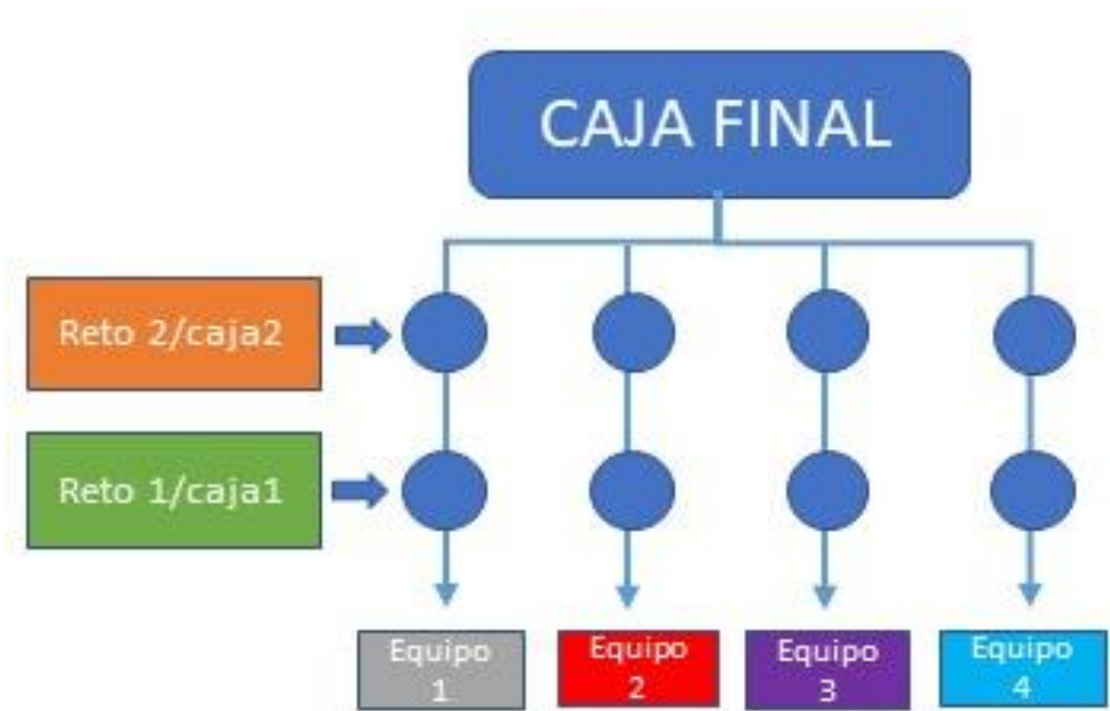 CAJA FINAL
Reto 2/caja2
Reto 1/caja1
Equipo
1
Equipo
2
Equipo
3
Equipo
4